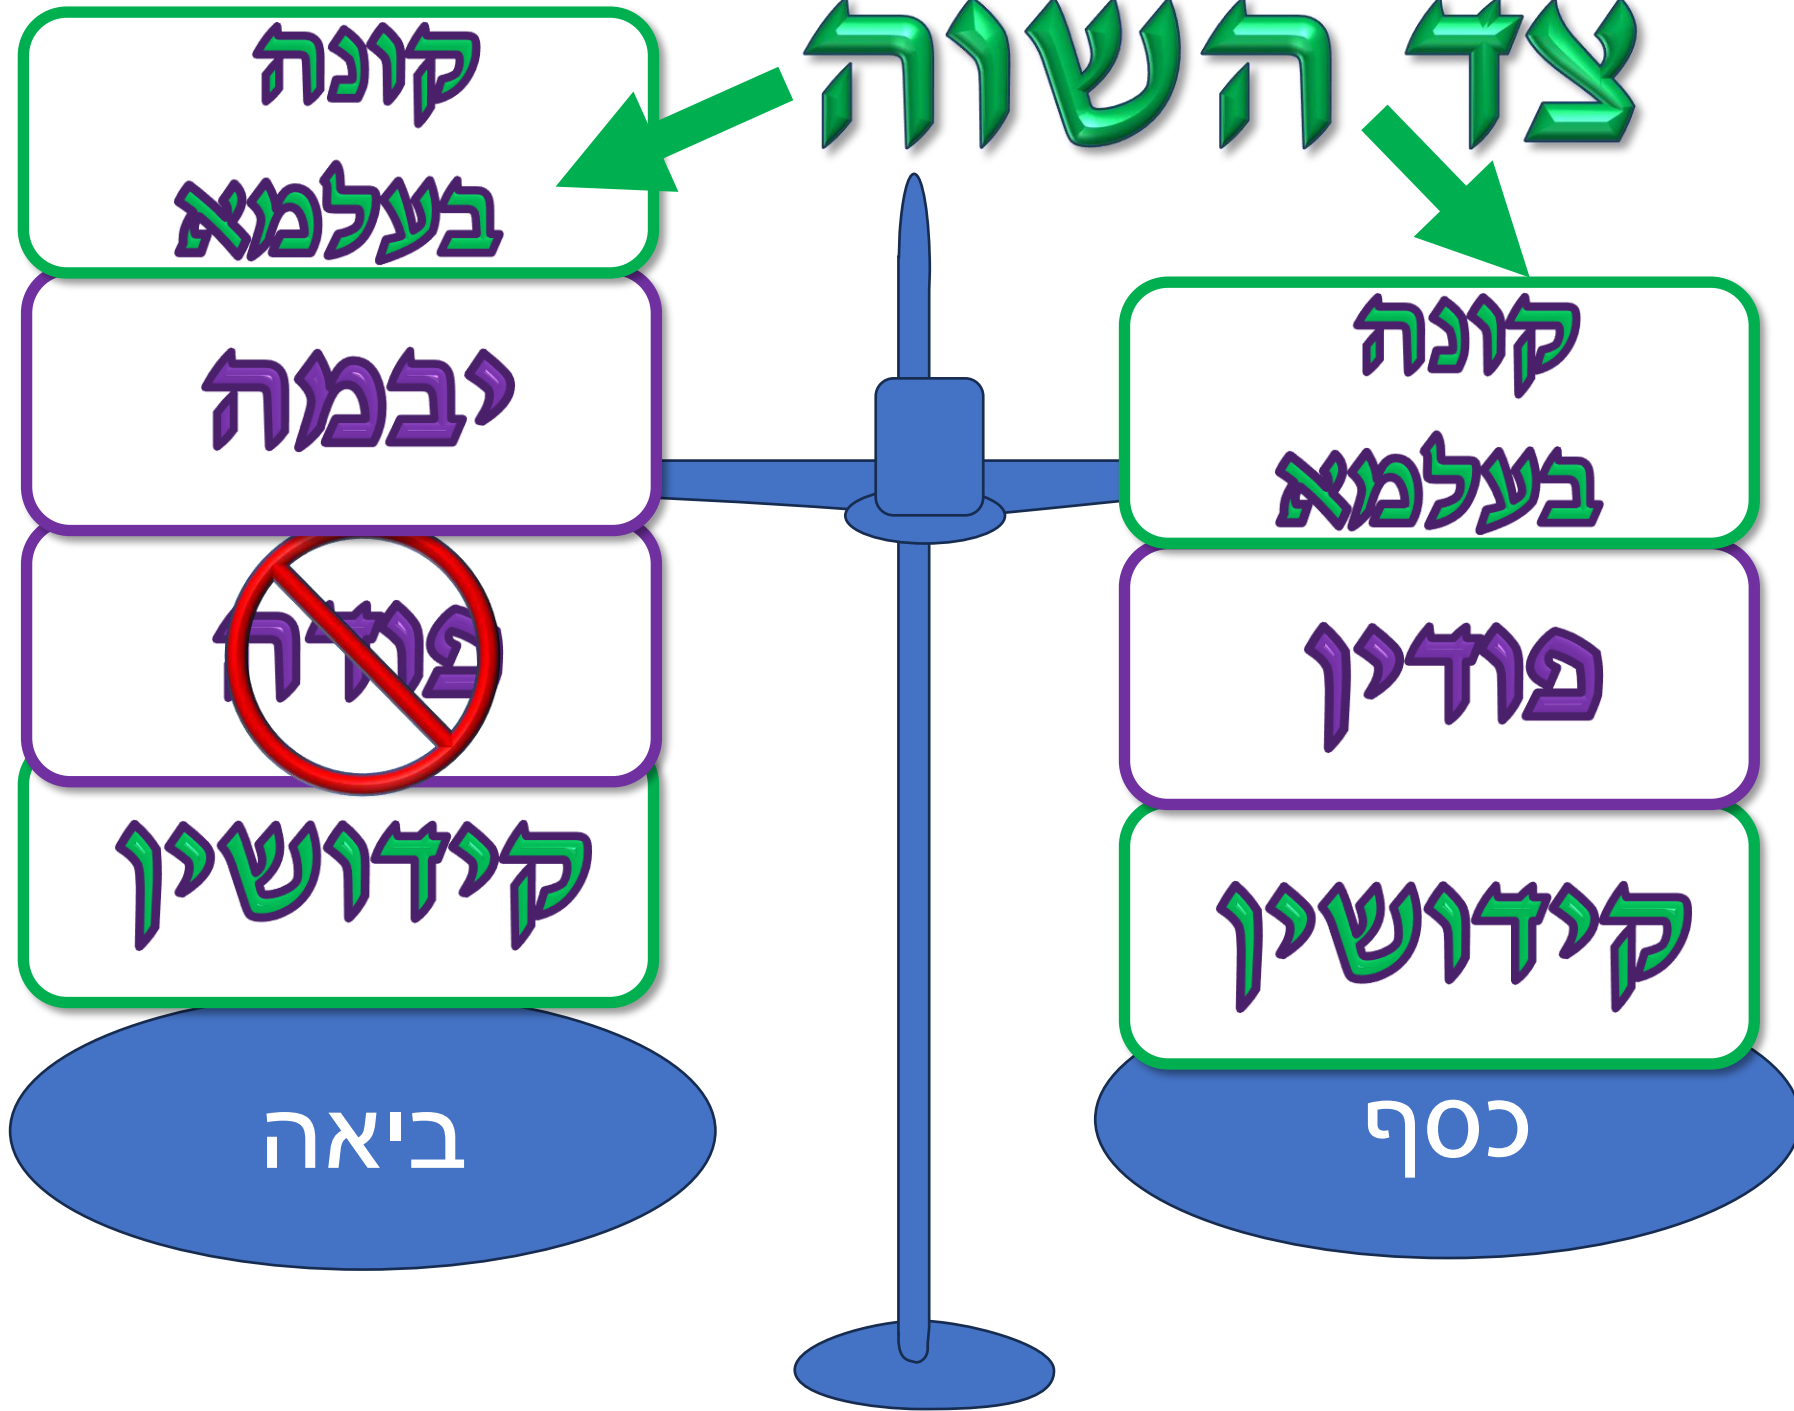 צד השוה
קונה
בעלמא
פודין
קידושין
כסף
קונה
בעלמא
יבמה
פודה
קידושין
ביאה